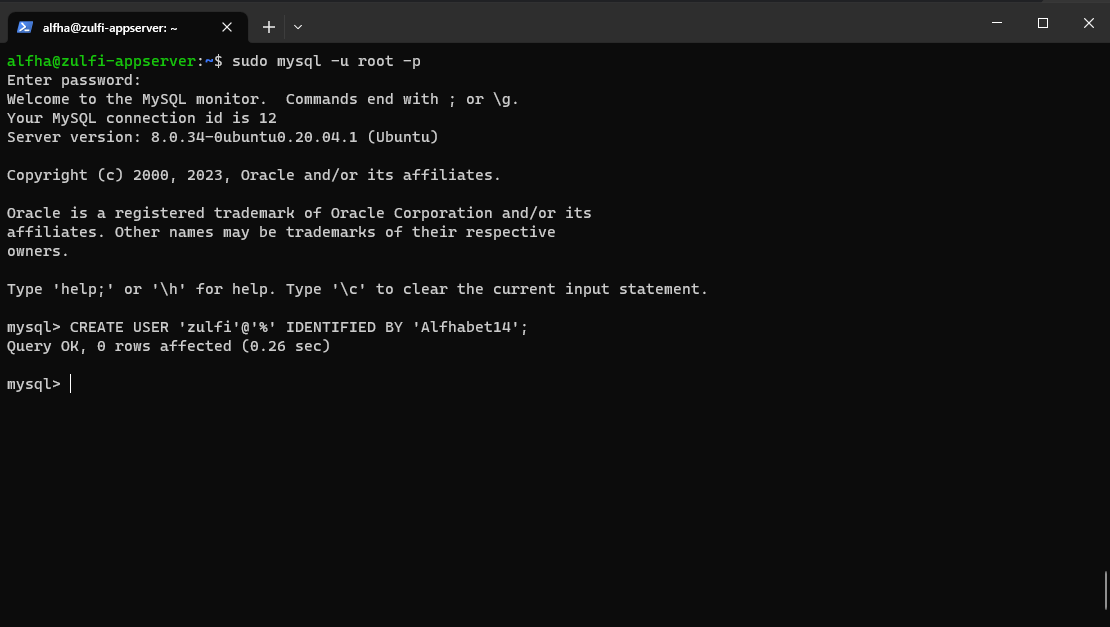 alfha@zulfi-appserver: ~
alfha@zulfi-appserver:~$ sudo mysql -u root -p
Enter password:
Welcome to the MySQL monitor.  Commands end with ; or \g.
Your MySQL connection id is 12
Server version: 8.0.34-0ubuntu0.20.04.1 (Ubuntu)
Copyright (c) 2000, 2023, Oracle and/or its affiliates.
Oracle is a registered trademark of Oracle Corporation and/or its
affiliates. Other names may be trademarks of their respective
owners.
Type 'help;' or '\h' for help. Type '\c' to clear the current input statement.
mysql> CREATE USER 'zulfi'@'%' IDENTIFIED BY 'Alfhabet14';
Query OK, 0 rows affected (0.26 sec)
mysql>